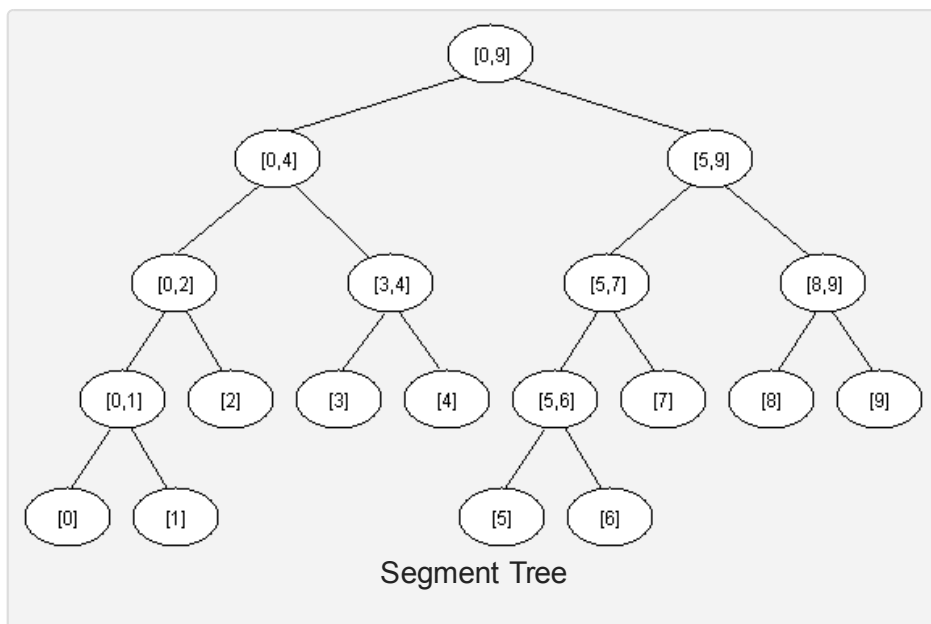 [0,9]
[0,4] [5,9]
[0,2] [3,4] [5,7] [8,9]
[0,1] [2] [3] [4] [5,6] [7] [8] [9]
[0] [1] [5] [6]
Segment Tree